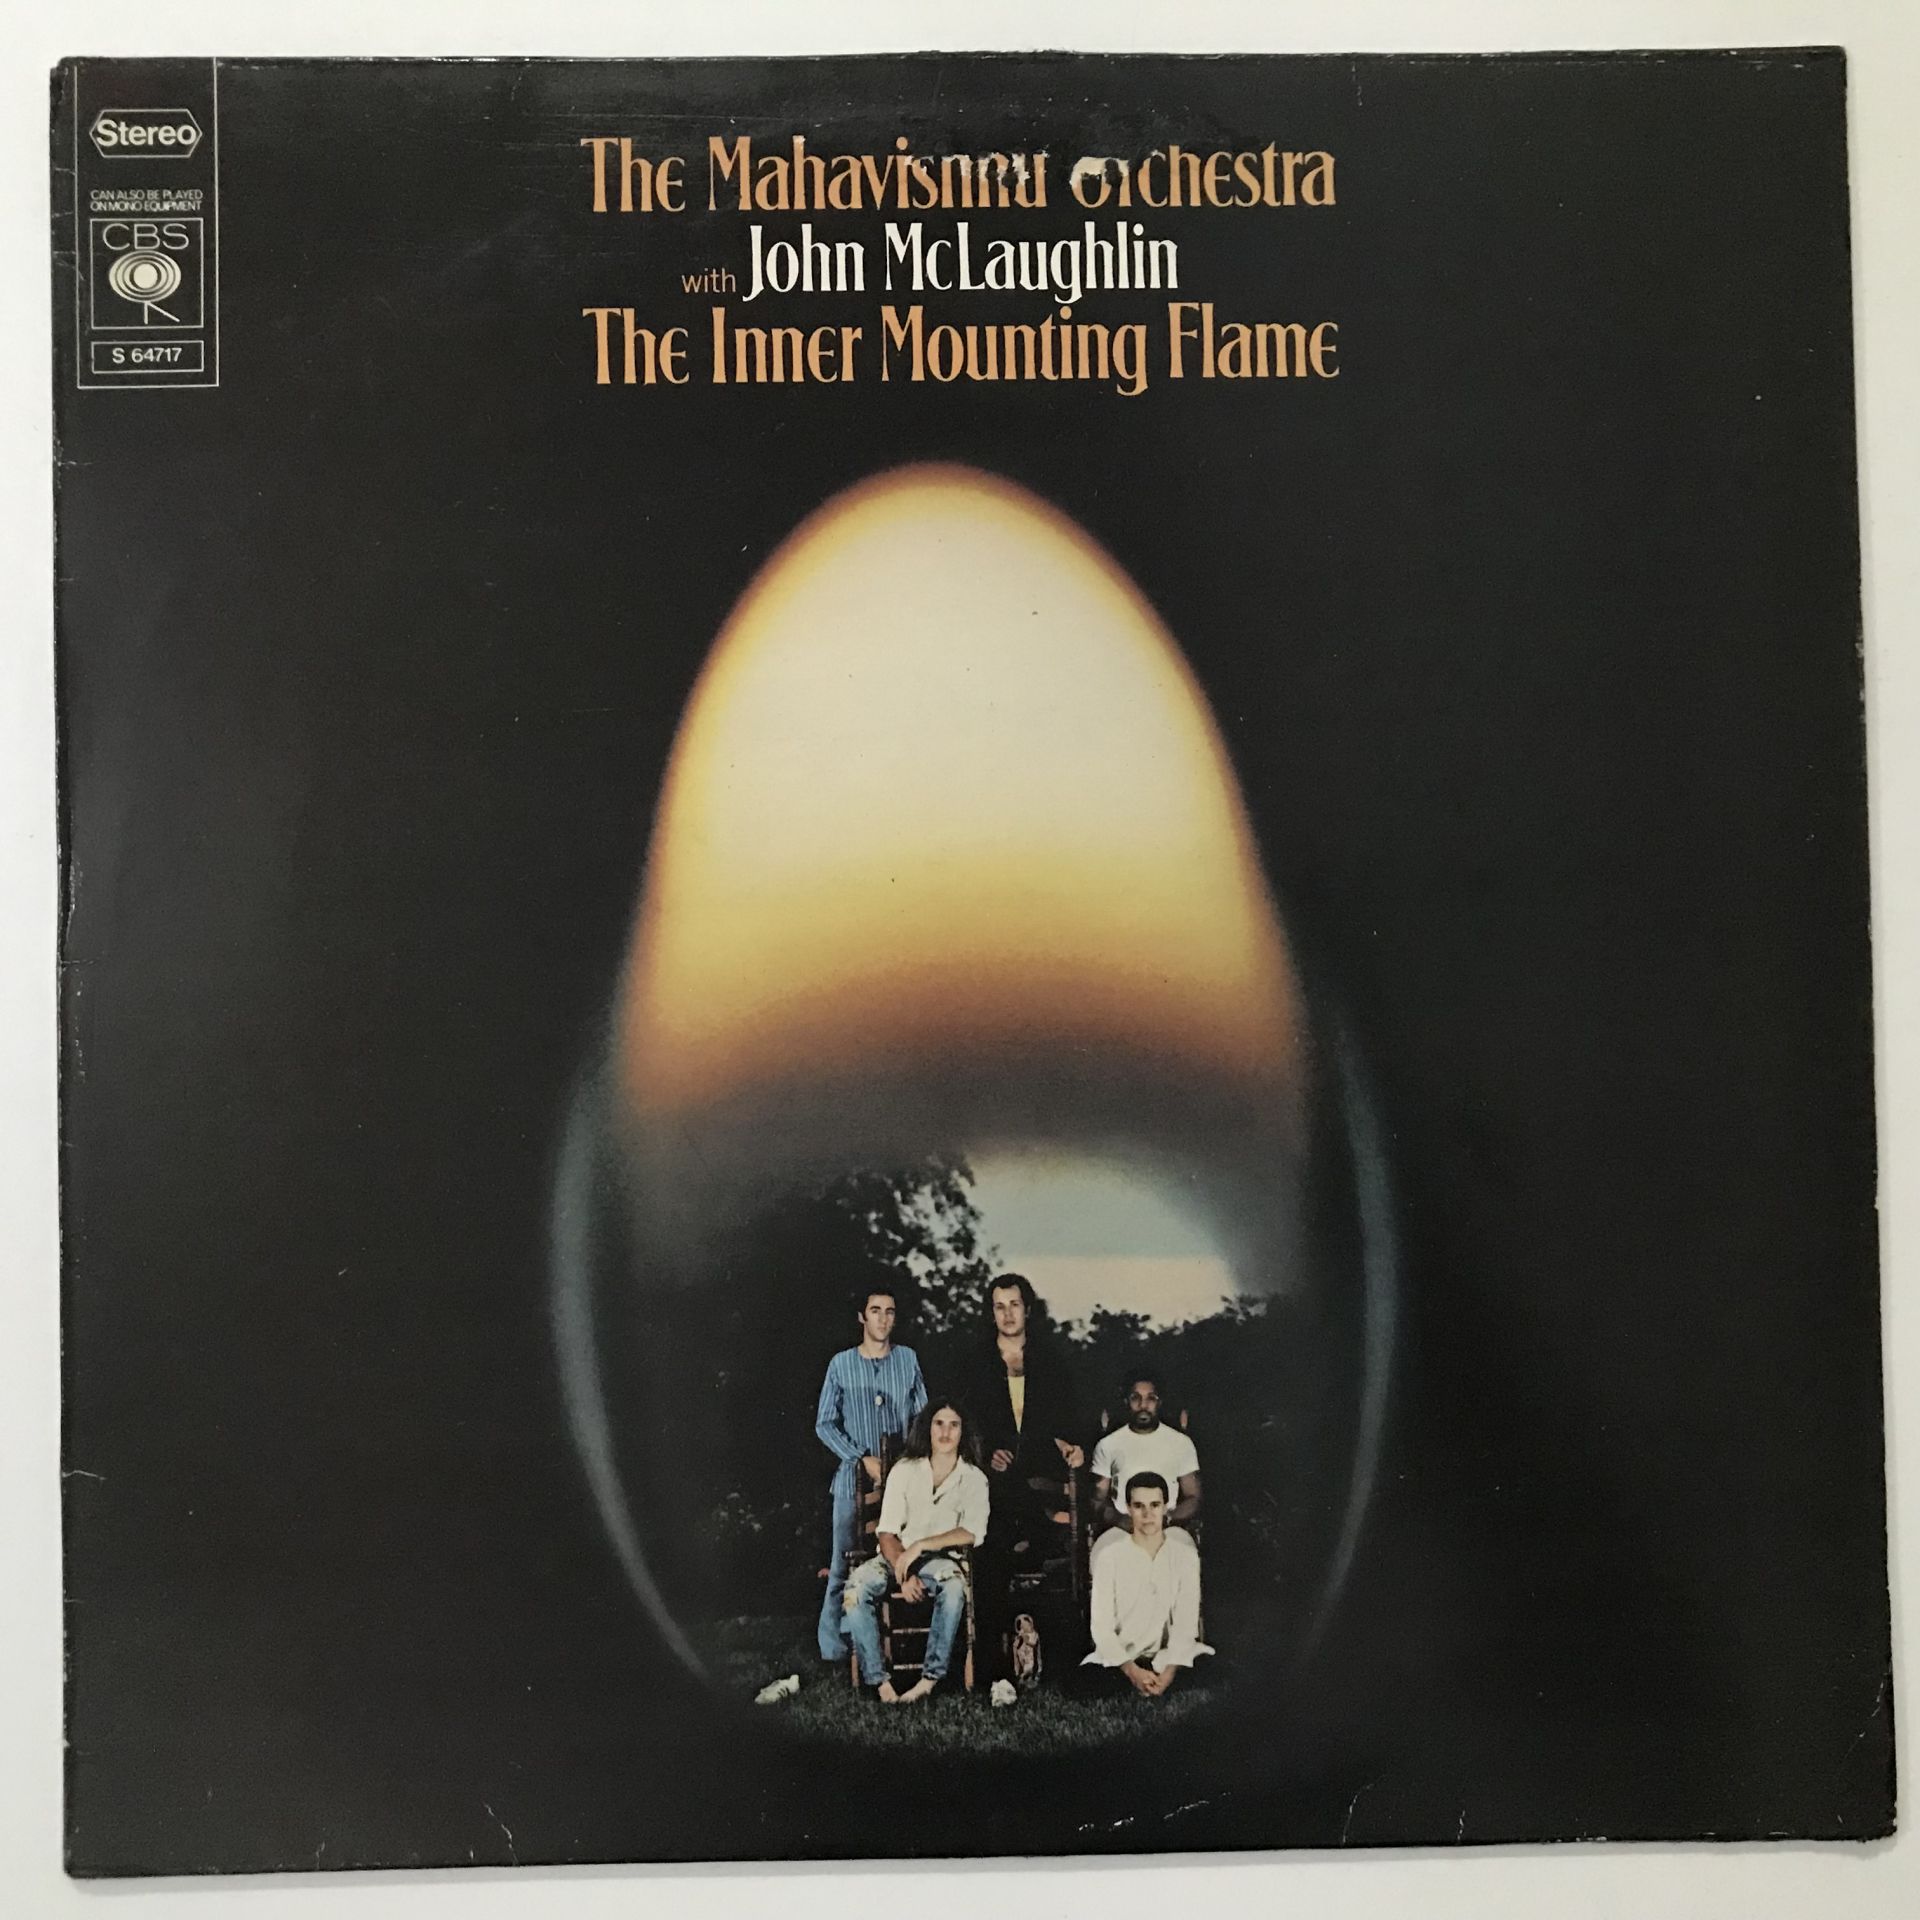 Stereo
CAN ALSO BE PLAYED
ON MONO EQUIPMENT
CBS
S 64717
The Mahavishnu Orchestra
with John McLaughlin
The Inner Mounting Flame